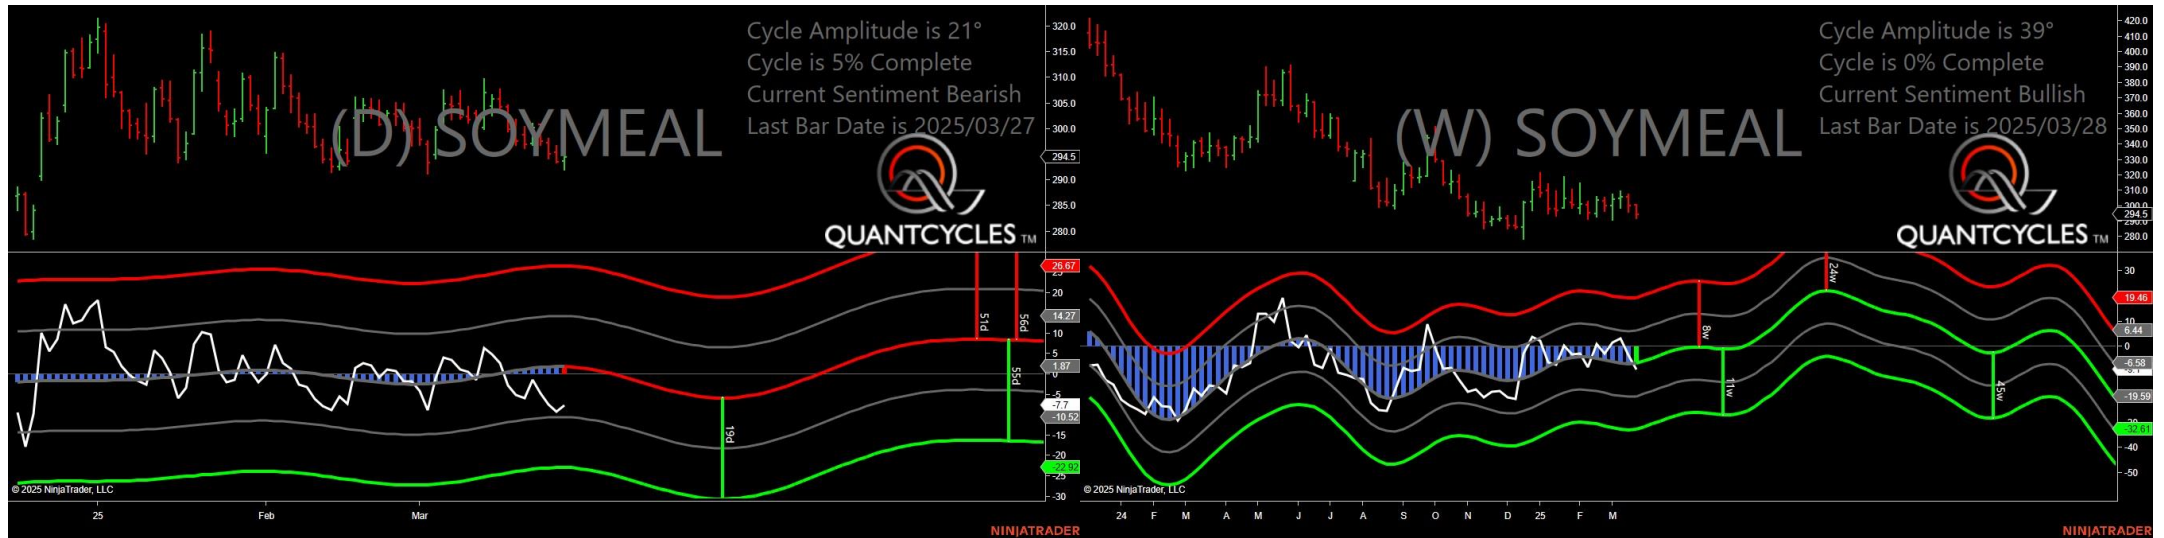 Cycle Amplitude is 21°
Cycle is 5% Complete
Current Sentiment Bearish
Last Bar Date is 2025/03/27
(D) SOYMEAL
QUANTCYCLES TM
320.0
315.0
310.0
305.0
300.0
294.5
290.0
285.0
280.0
26.67
25
20
14.27
10
5
1.87
0
-5
-7.7
-10.52
-15
-20
-22.92
-25
-30
19d
51d
56d
55d
© 2025 NinjaTrader, LLC
25
Feb
Mar
NINJATRADER
Cycle Amplitude is 39°
Cycle is 0% Complete
Current Sentiment Bullish
Last Bar Date is 2025/03/28
(W) SOYMEAL
QUANTCYCLES TM
420.0
410.0
400.0
390.0
380.0
370.0
360.0
350.0
340.0
330.0
320.0
310.0
300.0
294.5
280.0
30
19.46
10
6.44
0
-6.58
-19.59
-32.61
-40
-50
8w
11w
24w
45w
© 2025 NinjaTrader, LLC
24
F
M
A
M
J
J
A
S
O
N
D
25
F
M
NINJATRADER